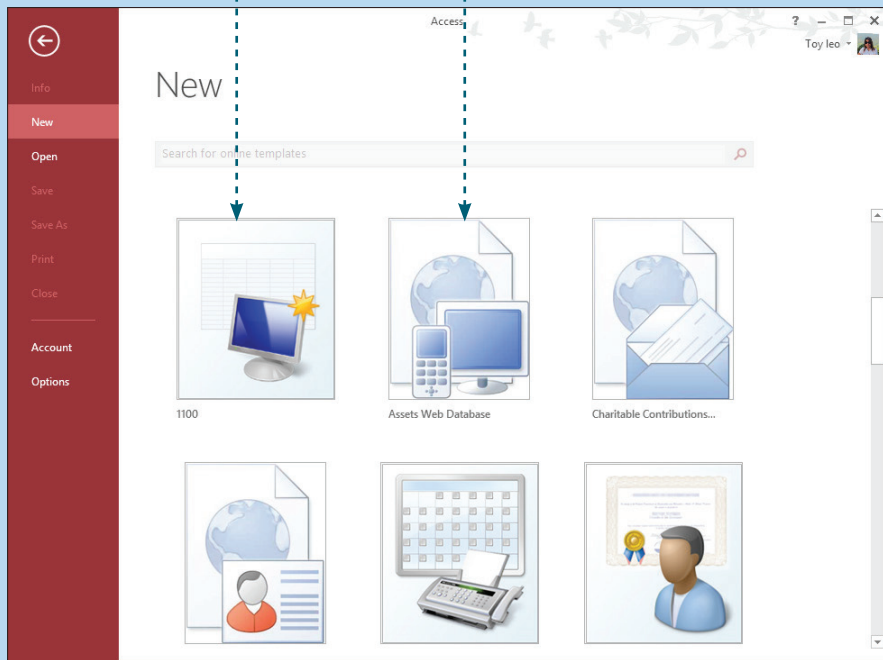 Access
?
Toy leo
Info
New
Open
Save
Save As
Print
Close
Account
Options
New
Search for online templates
1100
Assets Web Database
Charitable Contributions...